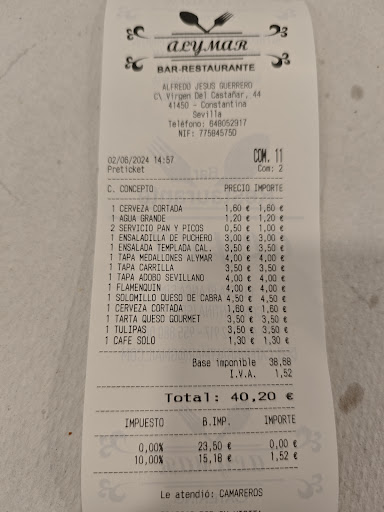 ALYMAR
BAR-RESTAURANTE
ALFREDO JESUS GUERRERO
C\ Virgen Del Castañar, 44
41450 - Constantina
Sevilla
Teléfono: 648052917
NIF: 77584575Q
COM. 11
02/06/2024 14:57
Preticket Com: 2
C. CONCEPTO PRECIO IMPORTE
1 CERVEZA CORTADA 1,60 € 1,60 €
1 AGUA GRANDE 1,20 € 1,20 €
2 SERVICIO PAN Y PICOS 0,50 € 1,00 €
1 ENSALADILLA DE PUCHERO 3,00 € 3,00 €
1 ENSALADA TEMPLADA CAL. 3,50 € 3,50 €
1 TAPA MEDALLONES ALYMAR 4,00 € 4,00 €
1 TAPA CARRILLA 3,50 € 3,50 €
1 TAPA ADOBO SEVILLANO 4,00 € 4,00 €
1 FLAMENQUIN 4,00 € 4,00 €
1 SOLOMILLO QUESO DE CABRA 4,50 € 4,50 €
1 CERVEZA CORTADA 1,60 € 1,60 €
1 TARTA QUESO GOURMET 3,50 € 3,50 €
1 TULIPAS 3,50 € 3,50 €
1 CAFE SOLO 1,30 € 1,30 €
Base imponible 38,68
I.V.A. 1,52
Total: 40,20 €
IMPUESTO B.IMP. IMPORTE
0,00% 23,50 € 0,00 €
10,00% 15,18 € 1,52 €
Le atendió: CAMAREROS